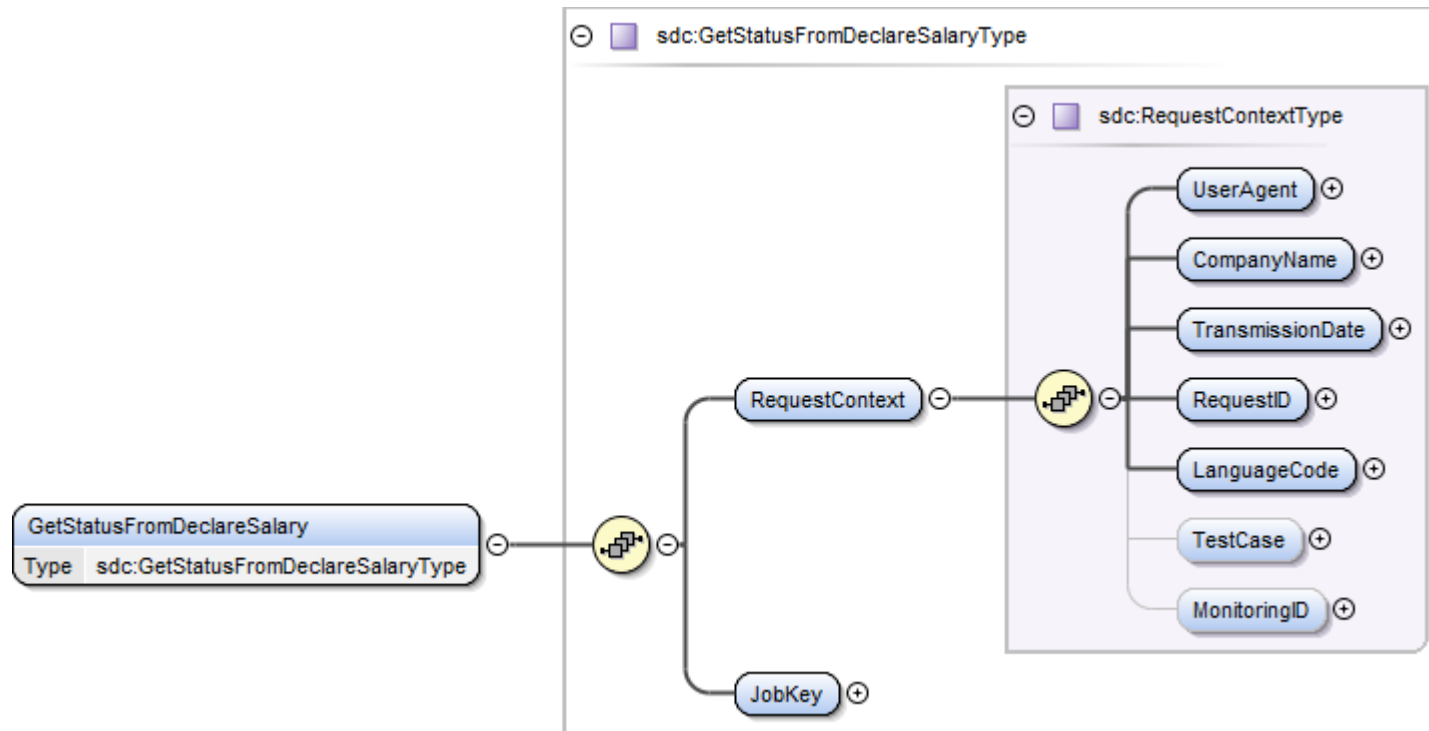 sdc:GetStatusFromDeclareSalaryType
sdc:RequestContextType
UserAgent
CompanyName
TransmissionDate
RequestContext
RequestID
LanguageCode
GetStatusFromDeclareSalary
Type sdc:GetStatusFromDeclareSalaryType
TestCase
MonitoringID
JobKey